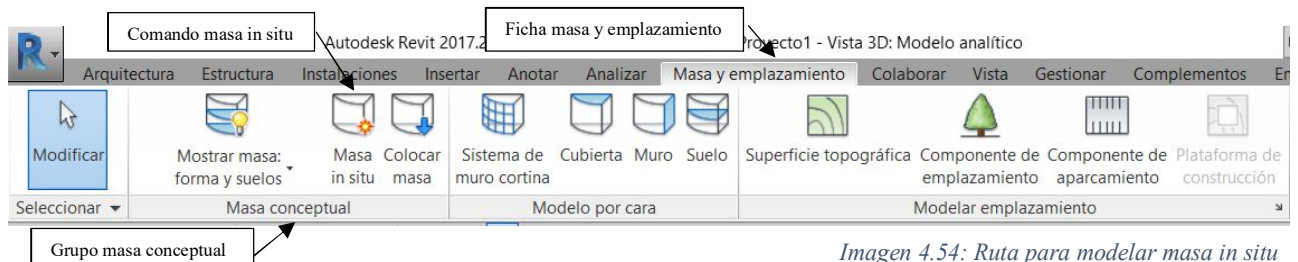 Comando masa in situ
Ficha masa y emplazamiento
Autodesk Revit 2017.2
Proyecto1 - Vista 3D: Modelo analítico
Arquitectura Estructura Instalaciones Insertar Anotar Analizar Masa y emplazamiento Colaborar Vista Gestionar Complementos En
Modificar
Mostrar masa:
forma y suelos
Masa
in situ
Colocar
masa
Sistema de
muro cortina
Cubierta
Muro
Suelo
Superficie topográfica
Componente de
emplazamiento
Componente de
aparcamiento
Plataforma de
construcción
Seleccionar
Masa conceptual
Modelo por cara
Modelar emplazamiento
Grupo masa conceptual
Imagen 4.54: Ruta para modelar masa in situ